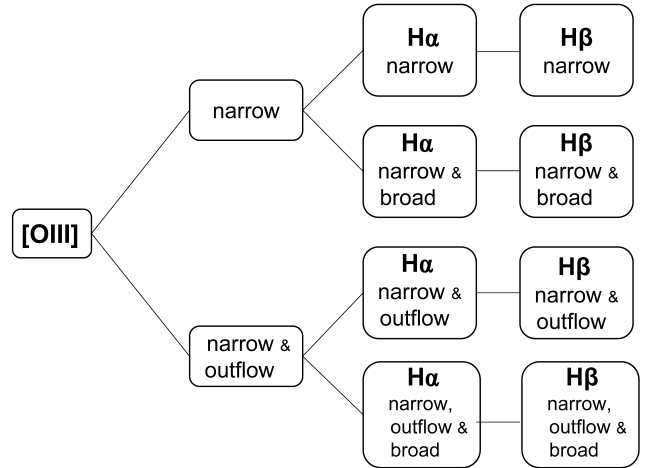 Hα
narrow
Hβ
narrow
narrow
Hα
narrow &
broad
Hβ
narrow &
broad
[OIII]
Hα
narrow &
outflow
Hβ
narrow &
outflow
narrow &
outflow
Hα
narrow,
outflow &
broad
Hβ
narrow,
outflow &
broad